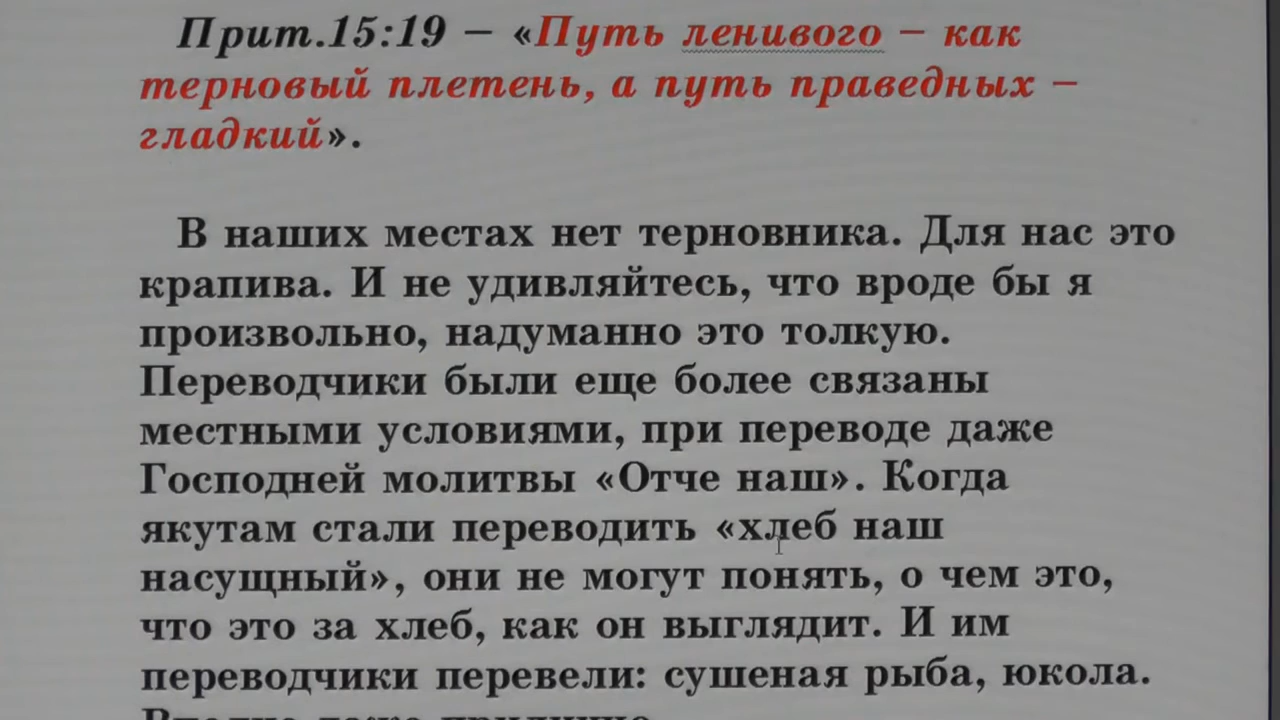 Прит.15:19 – «Путь ленивого – как
терновый плетень, а путь праведных –
гладкий».
В наших местах нет терновника. Для нас это
крапива. И не удивляйтесь, что вроде бы я
произвольно, надуманно это толкую.
Переводчики были еще более связаны
местными условиями, при переводе даже
Господней молитвы «Отче наш». Когда
якутам стали переводить «хлеб наш
насущный», они не могут понять, о чем это,
что это за хлеб, как он выглядит. И им
переводчики перевели: сушеная рыба, юкола.